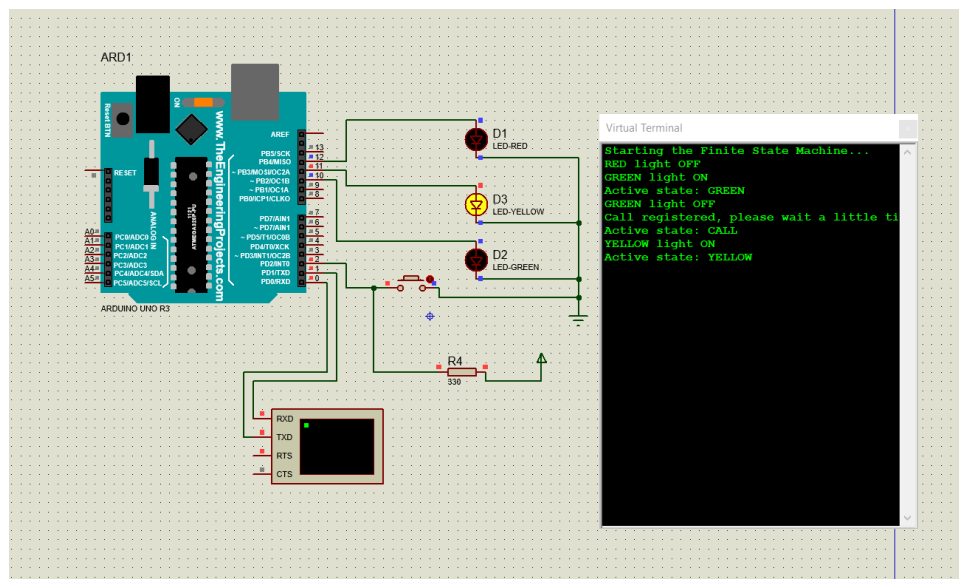 ARD1
Reset BTN
ON
www.TheEngineeringProjects.com
ANALOG IN
RESET
AREF
PB5/SCK
PB4/MISO
~ PB3/MOSI/OC2A
~ PB2/OC1B
~ PB1/OC1A
PB0/ICP1/CLKO
13
12
11
10
9
8
PD7/AIN1
~ PD7/AIN1
~ PD5/T1/OC0B
PD4/T0/XCK
~ PD3/INT1/OC2B
PD2/INT0
PD1/TXD
PD0/RXD
7
6
5
4
3
2
1
0
A0
A1
A2
A3
A4
A5
PC0/ADC0
PC1/ADC1
PC2/ADC2
PC3/ADC3
PC4/ADC4/SDA
PC5/ADC5/SCL
ARDUINO UNO R3
D1
LED-RED
D3
LED-YELLOW
D2
LED-GREEN
R4
330
RXD
TXD
RTS
CTS
Virtual Terminal
Starting the Finite State Machine...
RED light OFF
GREEN light ON
Active state: GREEN
GREEN light OFF
Call registered, please wait a little ti
Active state: CALL
YELLOW light ON
Active state: YELLOW